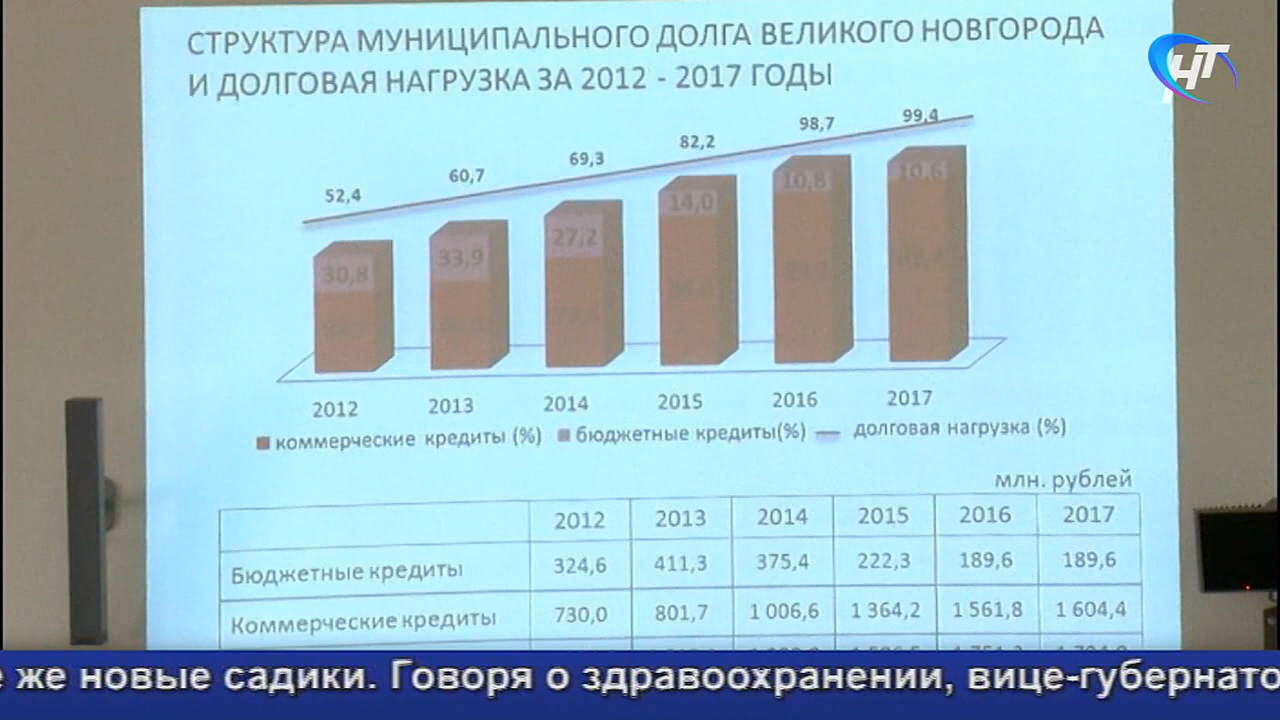 СТРУКТУРА МУНИЦИПАЛЬНОГО ДОЛГА ВЕЛИКОГО НОВГОРОДА
И ДОЛГОВАЯ НАГРУЗКА ЗА 2012 - 2017 ГОДЫ
НТ
52,4 60,7 69,3 82,2 98,7 99,4
30,8 33,9 27,2 14,0 10,8 10,6
2012 2013 2014 2015 2016 2017
коммерческие кредиты (%) бюджетные кредиты(%) долговая нагрузка (%)
млн. рублей
2012 2013 2014 2015 2016 2017
Бюджетные кредиты 324,6 411,3 375,4 222,3 189,6 189,6
Коммерческие кредиты 730,0 801,7 1 006,6 1 364,2 1 561,8 1 604,4
е же новые садики. Говоря о здравоохранении, вице-губернато